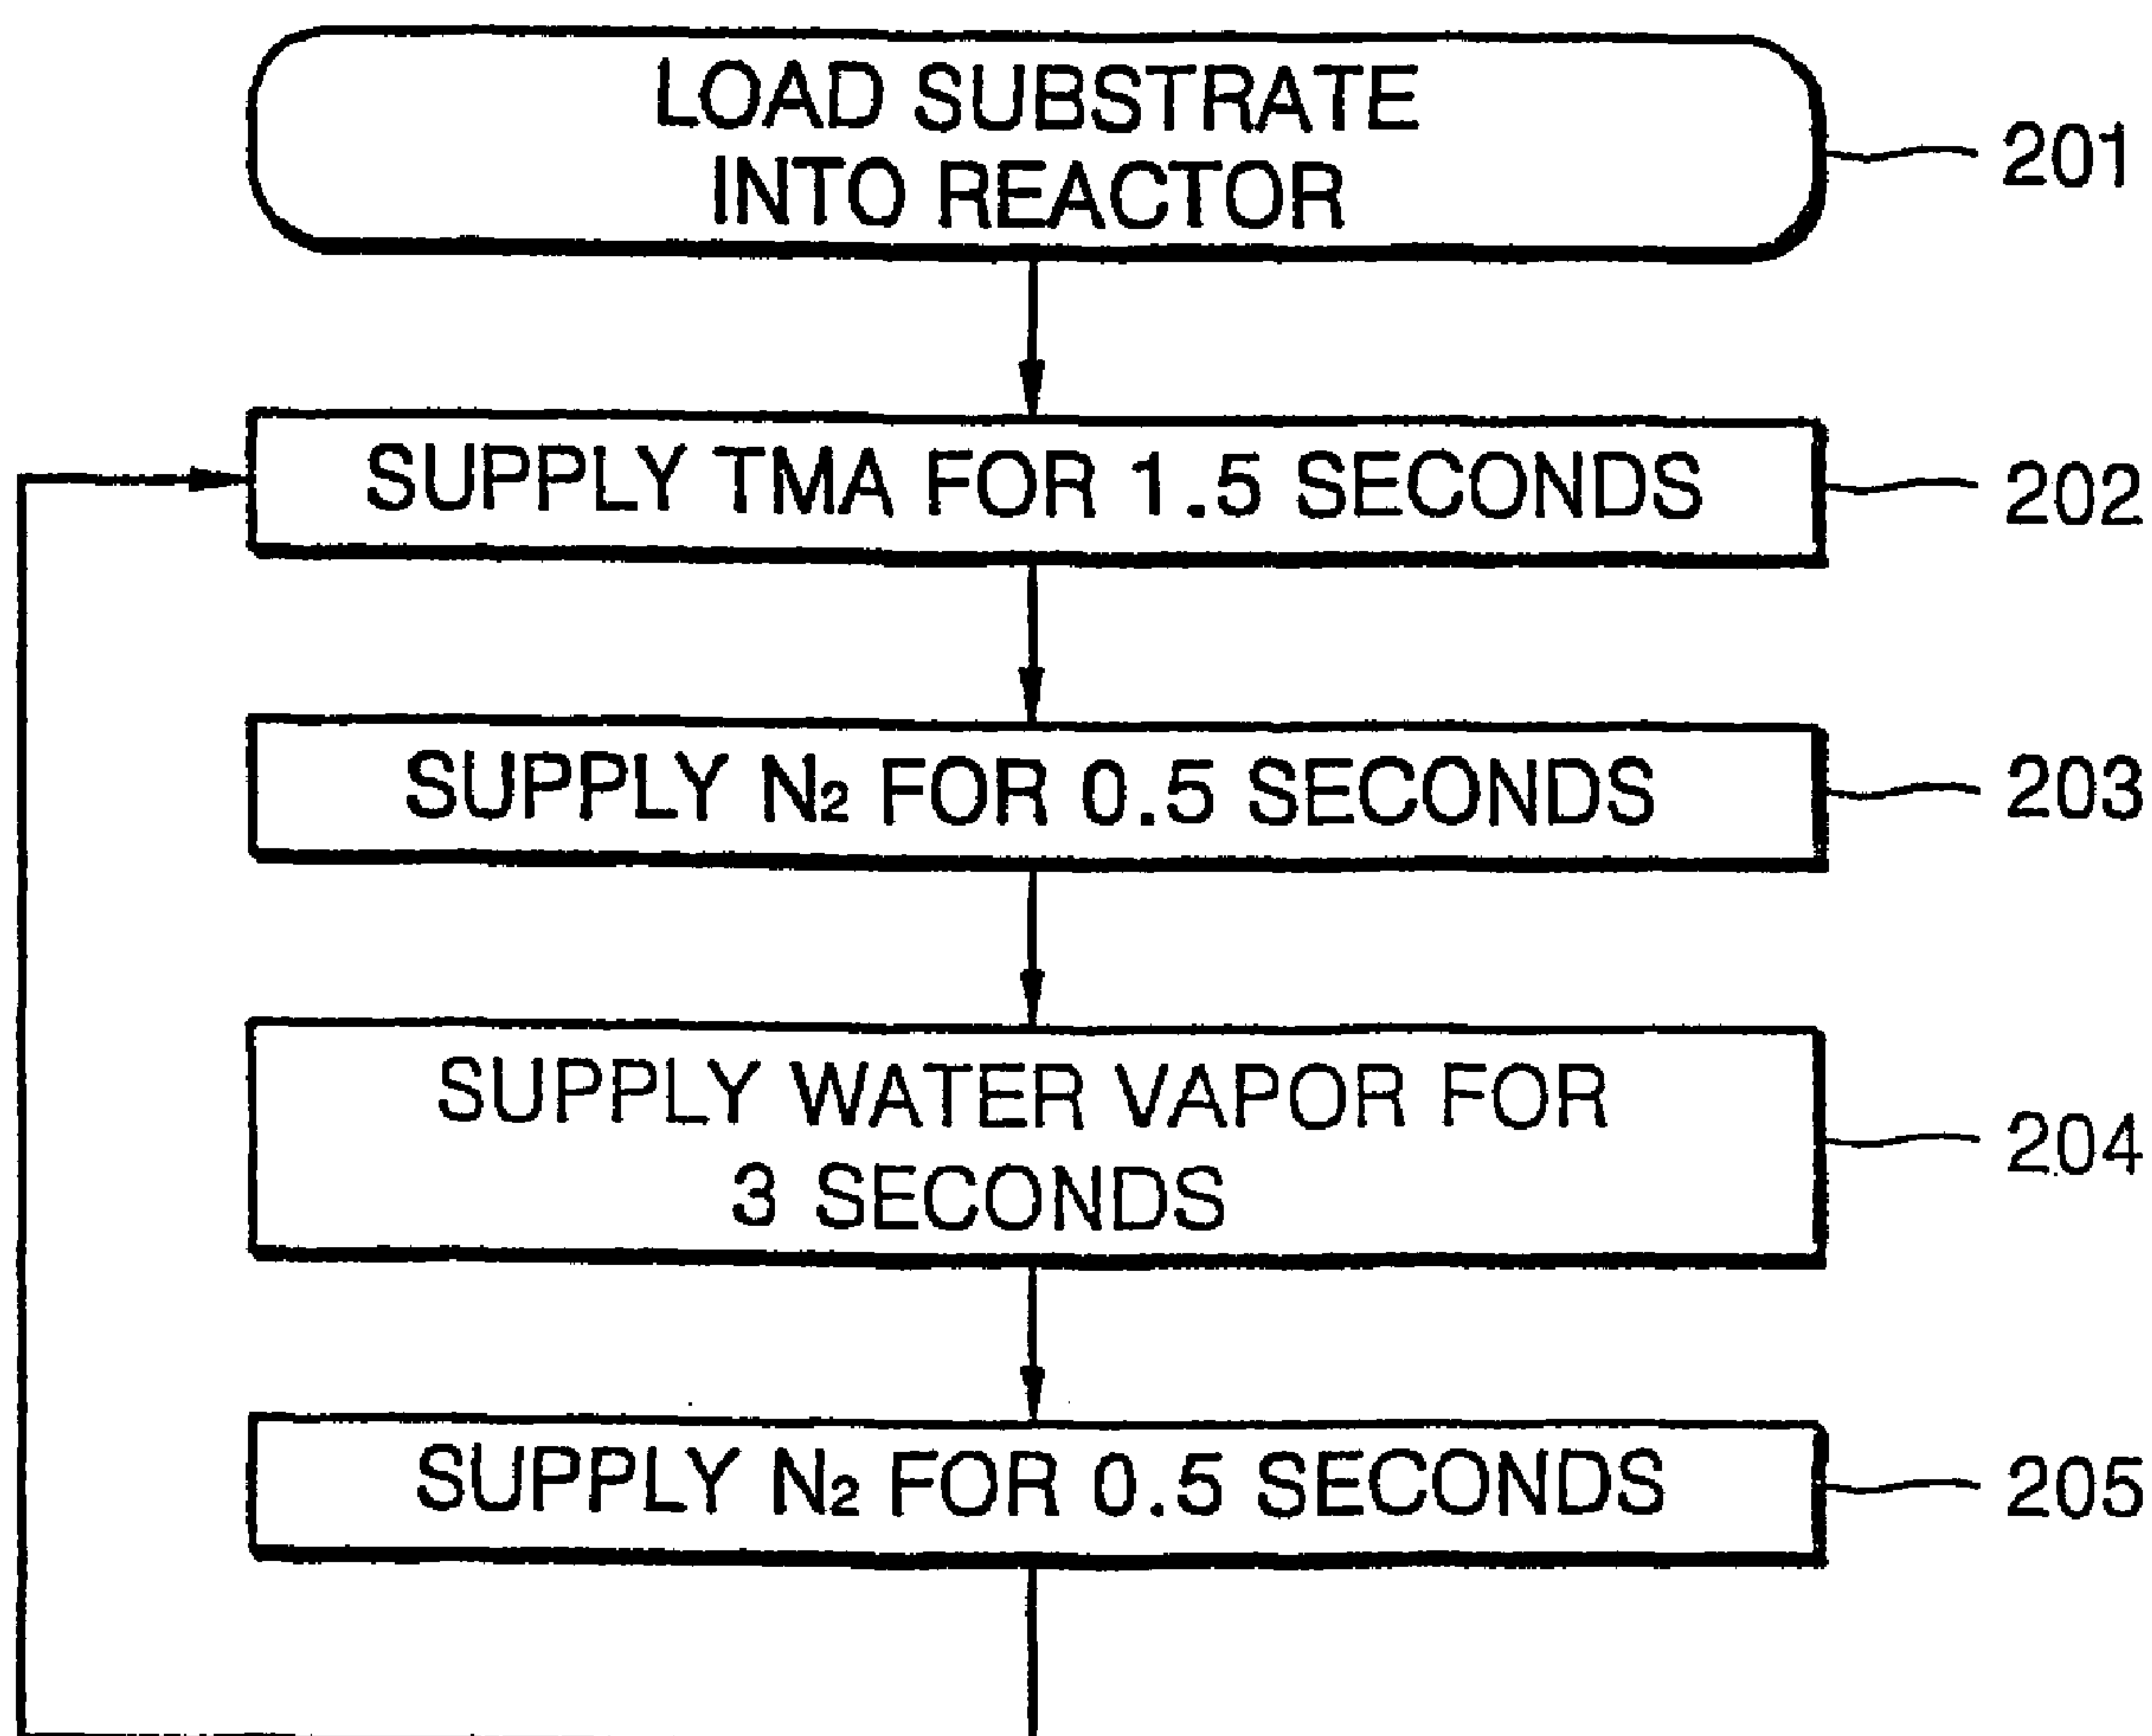 LOAD SUBSTRATE
INTO REACTOR
201
SUPPLY TMA FOR 1.5 SECONDS
202
SUPPLY N₂ FOR 0.5 SECONDS
203
SUPPLY WATER VAPOR FOR
3 SECONDS
204
SUPPLY N₂ FOR 0.5 SECONDS
205